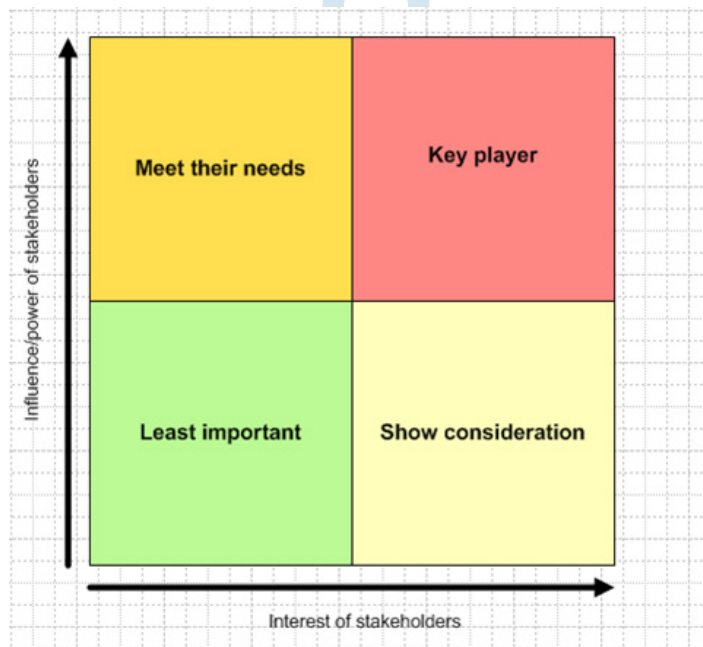 Influence/power of stakeholders
Meet their needs
Key player
Least important
Show consideration
Interest of stakeholders